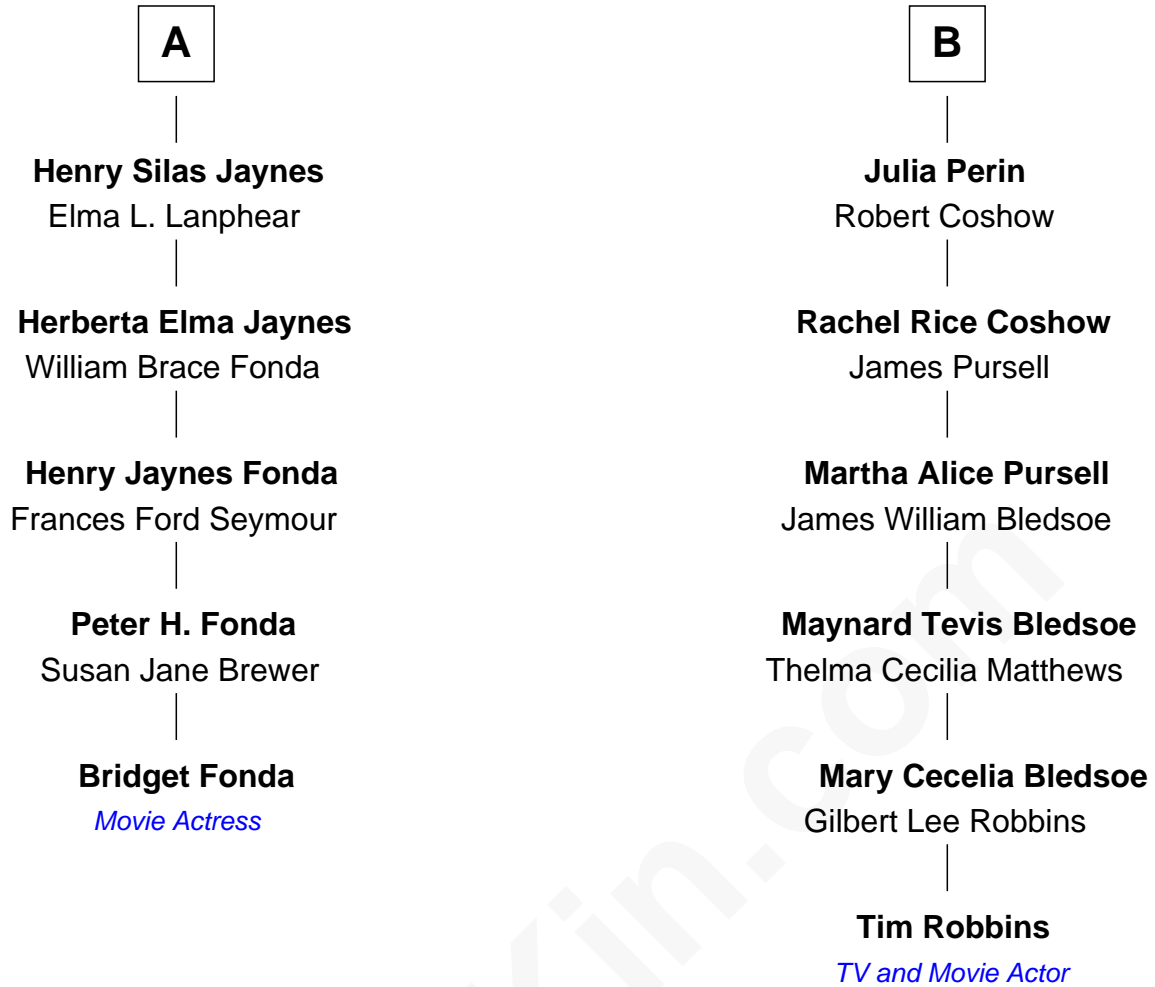 A
Henry Silas Jaynes
Elma L. Lanphear
Herberta Elma Jaynes
William Brace Fonda
Henry Jaynes Fonda
Frances Ford Seymour
Peter H. Fonda
Susan Jane Brewer
Bridget Fonda
Movie Actress
B
Julia Perin
Robert Coshow
Rachel Rice Coshow
James Pursell
Martha Alice Pursell
James William Bledsoe
Maynard Tevis Bledsoe
Thelma Cecilia Matthews
Mary Cecelia Bledsoe
Gilbert Lee Robbins
Tim Robbins
TV and Movie Actor